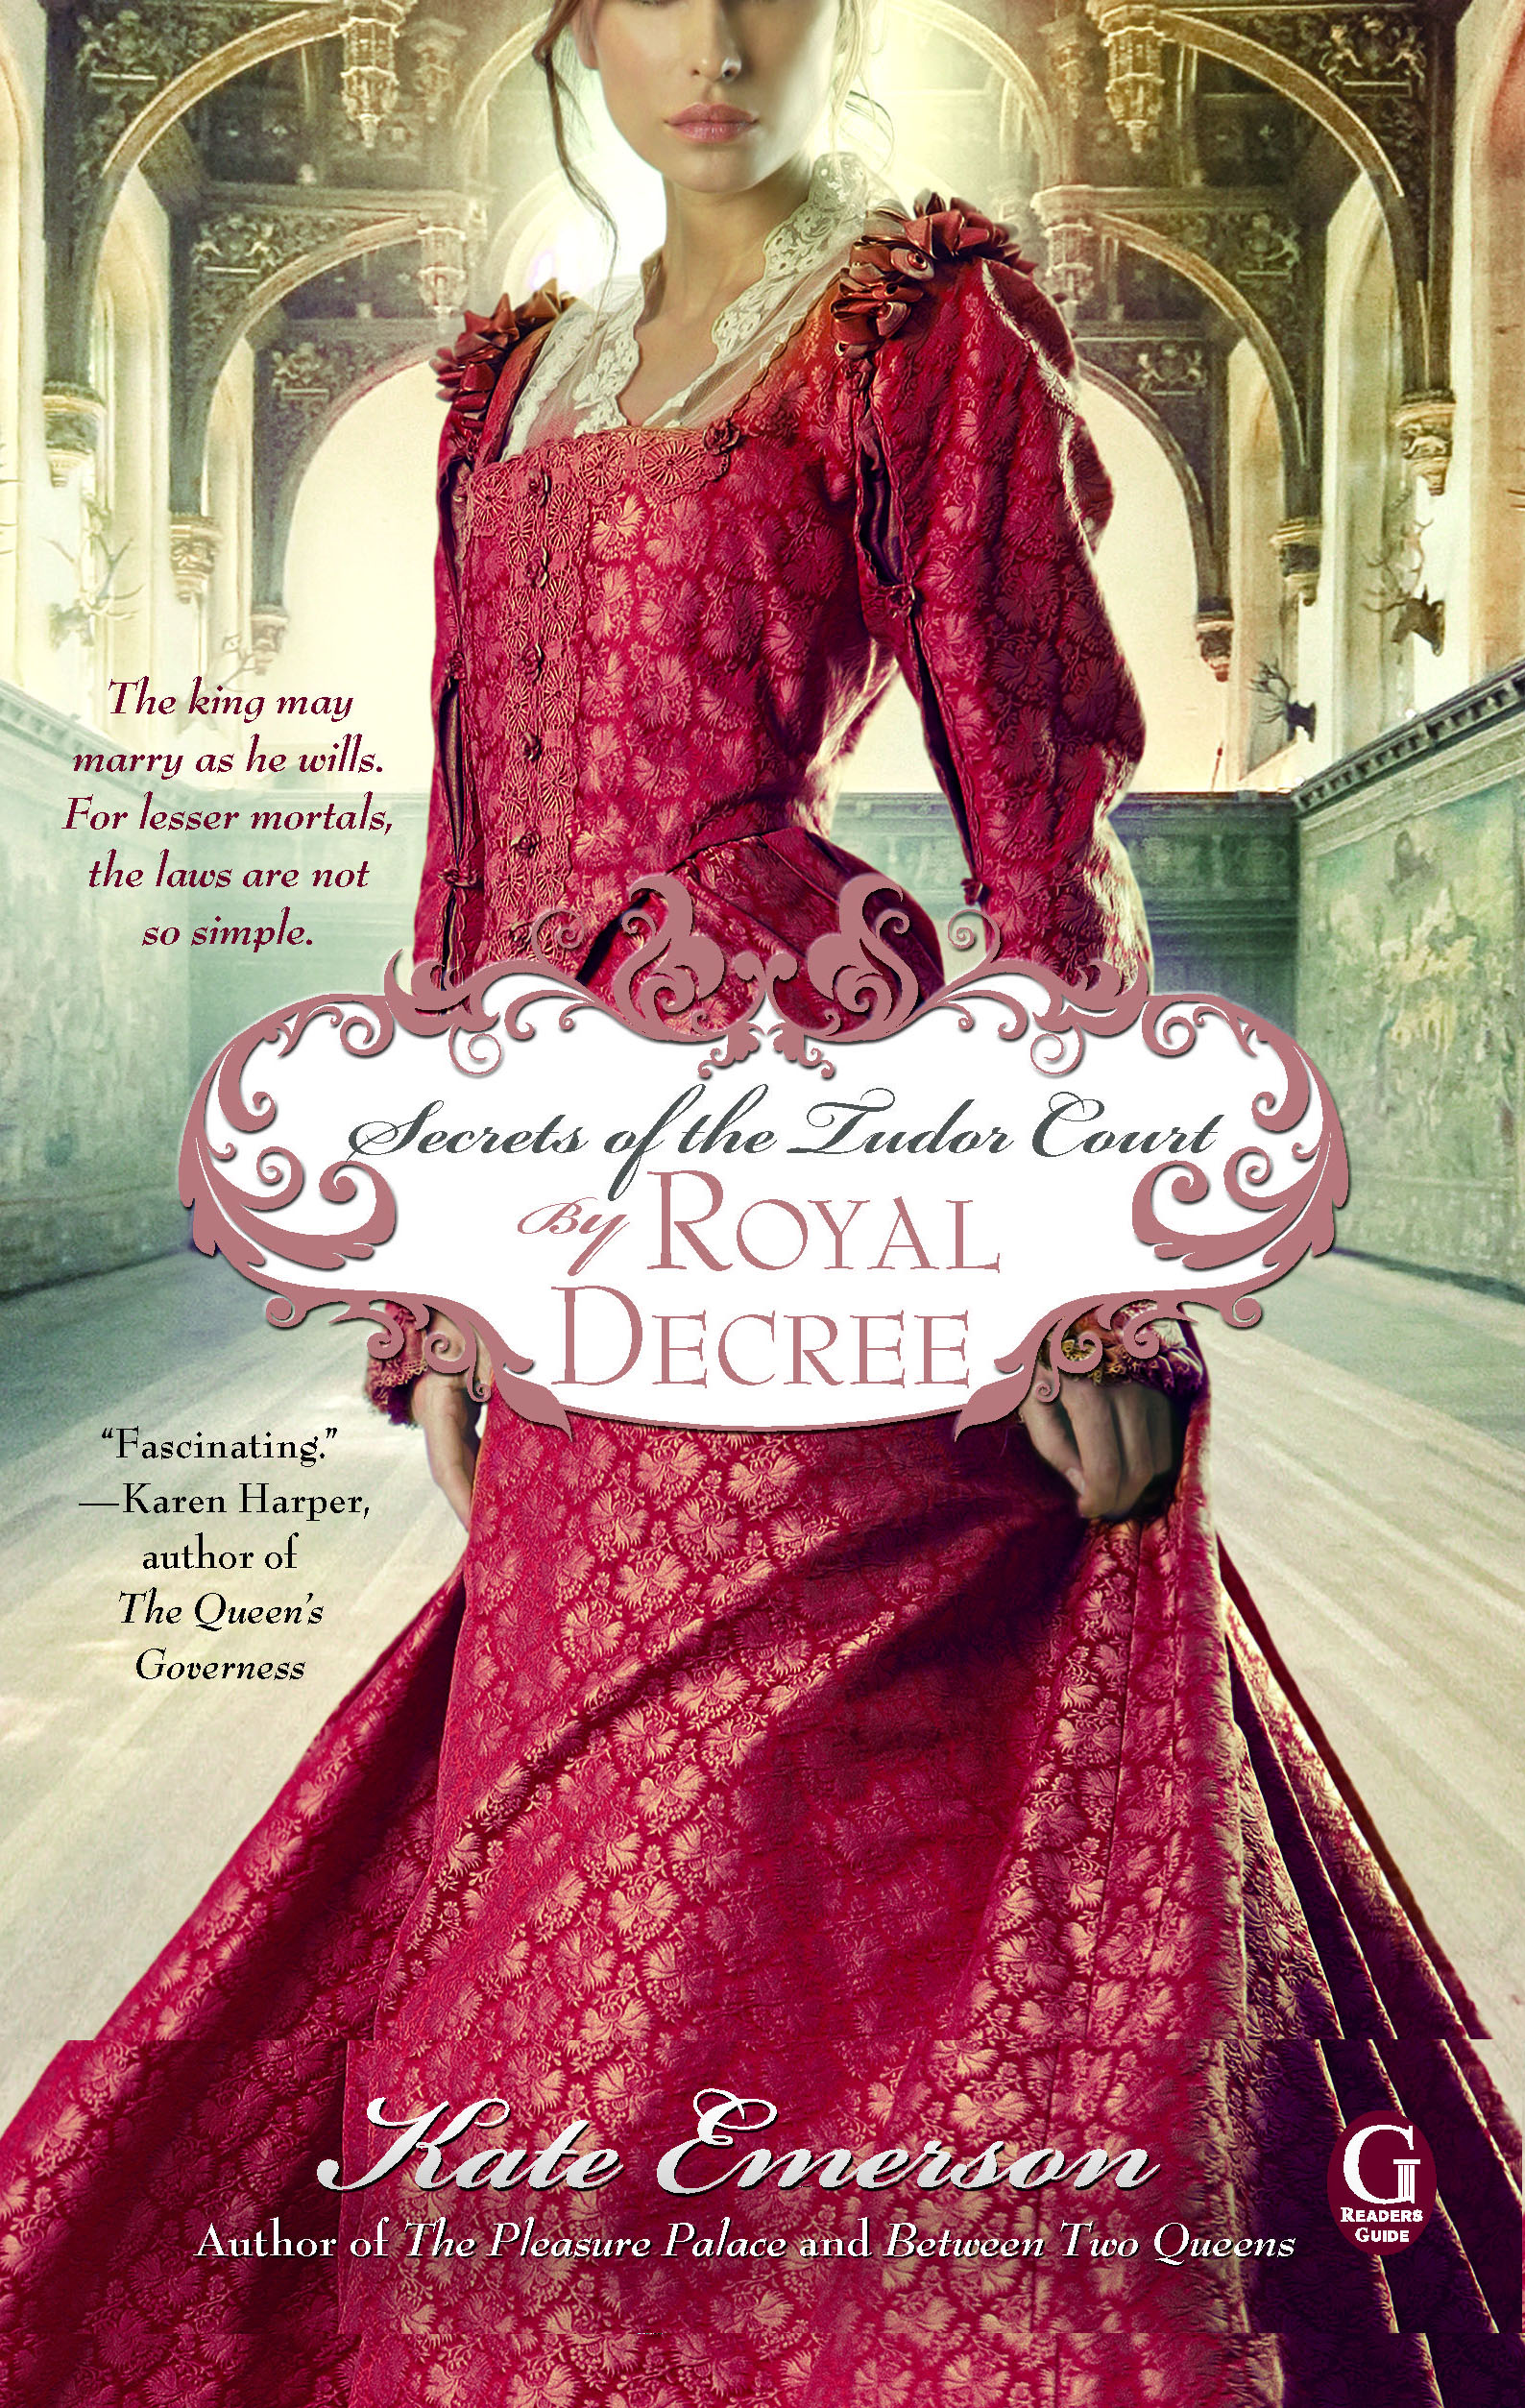 The king may
marry as he wills.
For lesser mortals,
the laws are not
so simple.
Secrets of the Tudor Court
By ROYAL
DECREE
“Fascinating.”
—Karen Harper,
author of
The Queen’s
Governess
Kate Emerson
Author of The Pleasure Palace and Between Two Queens
G
READERS
GUIDE